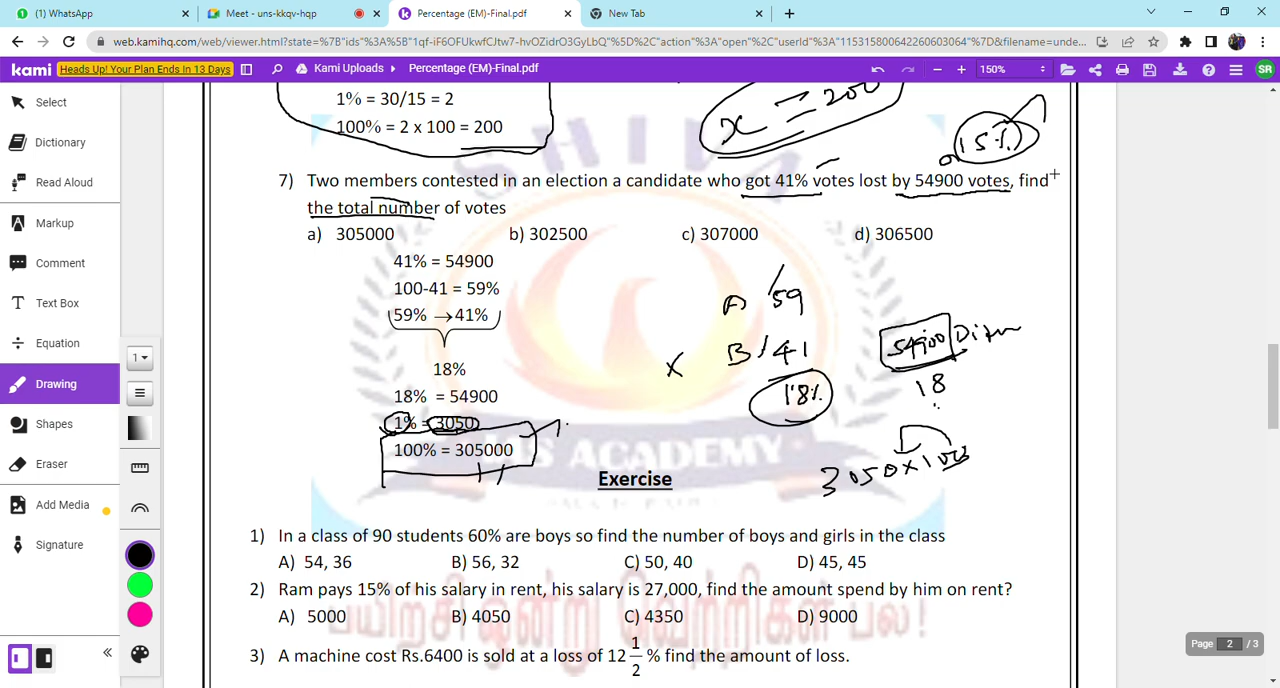 (1) WhatsApp
Meet - uns-kkqv-hqp
Percentage (EM)-Final.pdf
New Tab
web.kamihq.com/web/viewer.html?state=%7B"ids"%3A%5B"1qf-iF6OFUkwfCJtw7-hvOZidrO3GyLbQ"%5D%2C"action"%3A"open"%2C"userId"%3A"115315800642260603064"%7D&filename=unde...
kami
Heads Up! Your Plan Ends In 13 Days
Kami Uploads
Percentage (EM)-Final.pdf
150%
SR
Select
Dictionary
Read Aloud
Markup
Comment
Text Box
Equation
Drawing
Shapes
Eraser
Add Media
Signature
1
1% = 30/15 = 2
100% = 2 x 100 = 200
x = 200
15%
SHIVA
7) Two members contested in an election a candidate who got 41% votes lost by 54900 votes, find
the total number of votes
a) 305000 b) 302500 c) 307000 d) 306500
41% = 54900
100-41 = 59%
59% →41%
18%
18% = 54900
1% = 3050
100% = 305000
A 59
B 41
X
18%
54900
18
3050x100
IAS ACADEMY
Exercise
1) In a class of 90 students 60% are boys so find the number of boys and girls in the class
A) 54, 36 B) 56, 32 C) 50, 40 D) 45, 45
2) Ram pays 15% of his salary in rent, his salary is 27,000, find the amount spend by him on rent?
A) 5000 B) 4050 C) 4350 D) 9000
பயிற்சி ஒன்றே வெற்றிகள் பல!
3) A machine cost Rs.6400 is sold at a loss of 12 1/2 % find the amount of loss.
Page 2 / 3